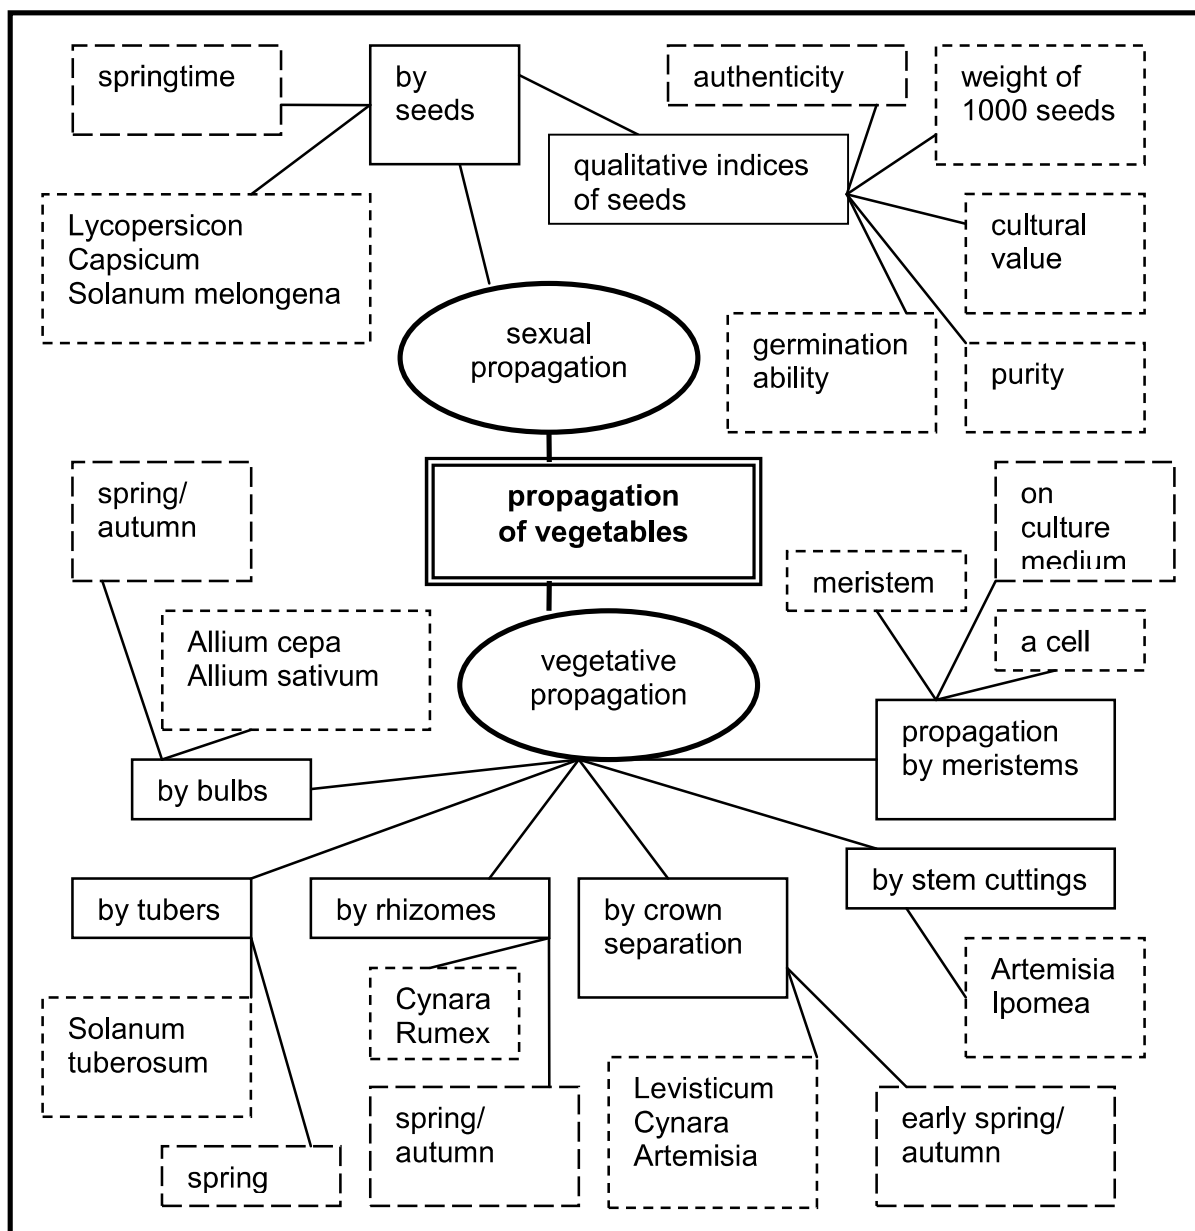 springtime
by
seeds
authenticity
weight of
1000 seeds
qualitative indices
of seeds
Lycopersicon
Capsicum
Solanum melongena
cultural
value
sexual
propagation
germination
ability
purity
spring/
autumn
propagation
of vegetables
on
culture
medium
meristem
Allium cepa
Allium sativum
a cell
vegetative
propagation
propagation
by meristems
by bulbs
by stem cuttings
by tubers
by rhizomes
by crown
separation
Artemisia
Ipomea
Cynara
Rumex
Solanum
tuberosum
Levisticum
Cynara
Artemisia
spring/
autumn
early spring/
autumn
spring